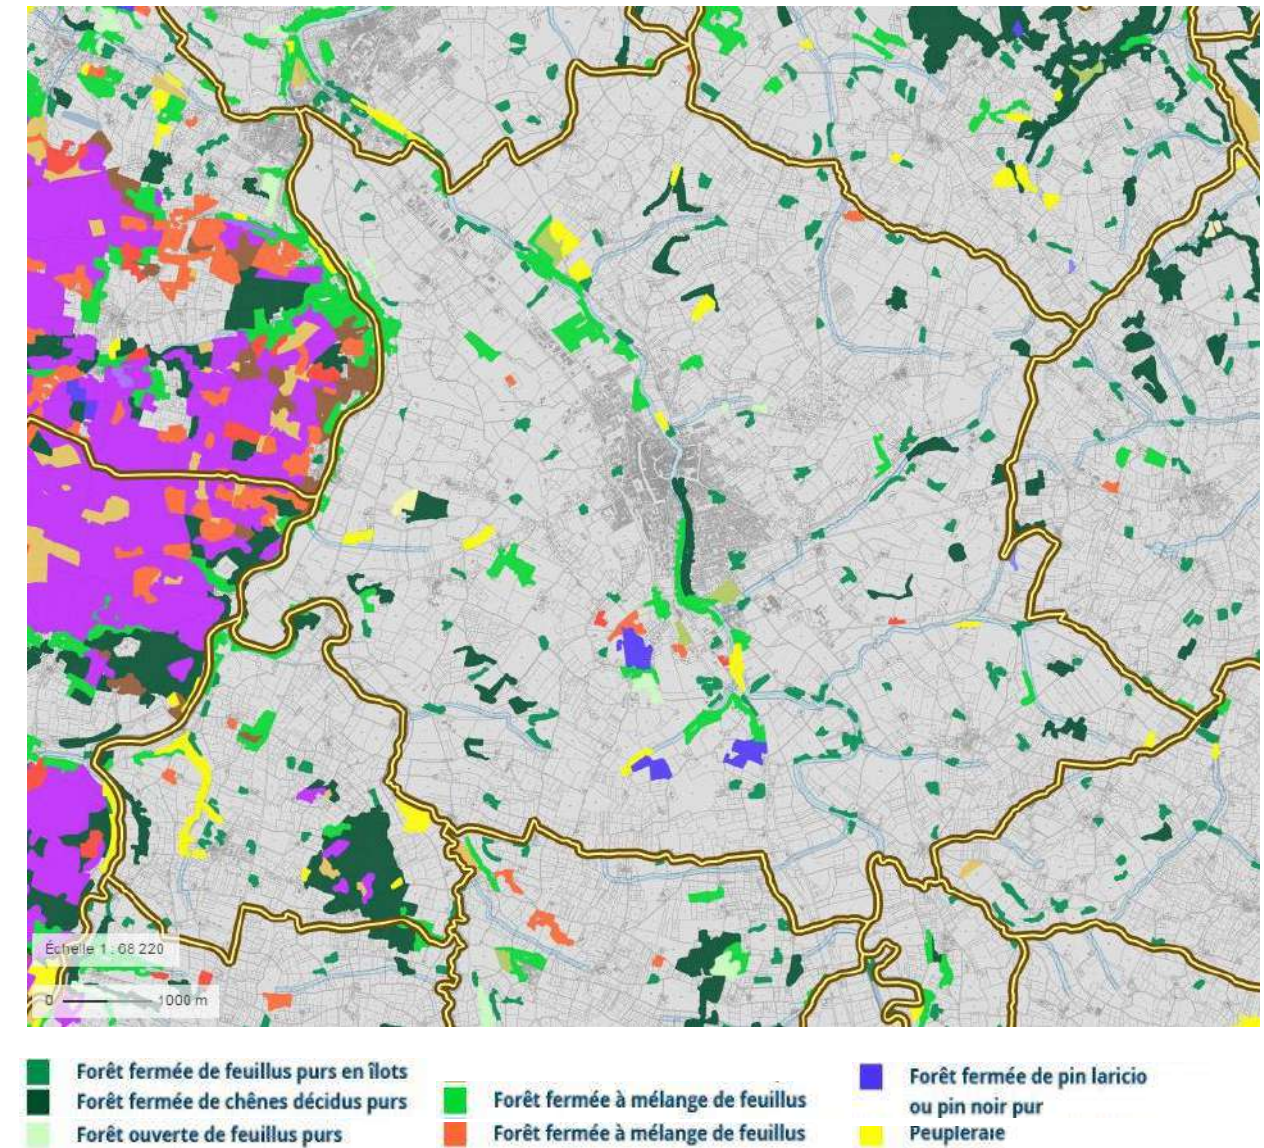 Échelle 1 : 68 220
0 1000 m
Forêt fermée de feuillus purs en îlots
Forêt fermée de chênes décidus purs
Forêt ouverte de feuillus purs
Forêt fermée à mélange de feuillus
Forêt fermée à mélange de feuillus
Forêt fermée de pin laricio
ou pin noir pur
Peupleraie